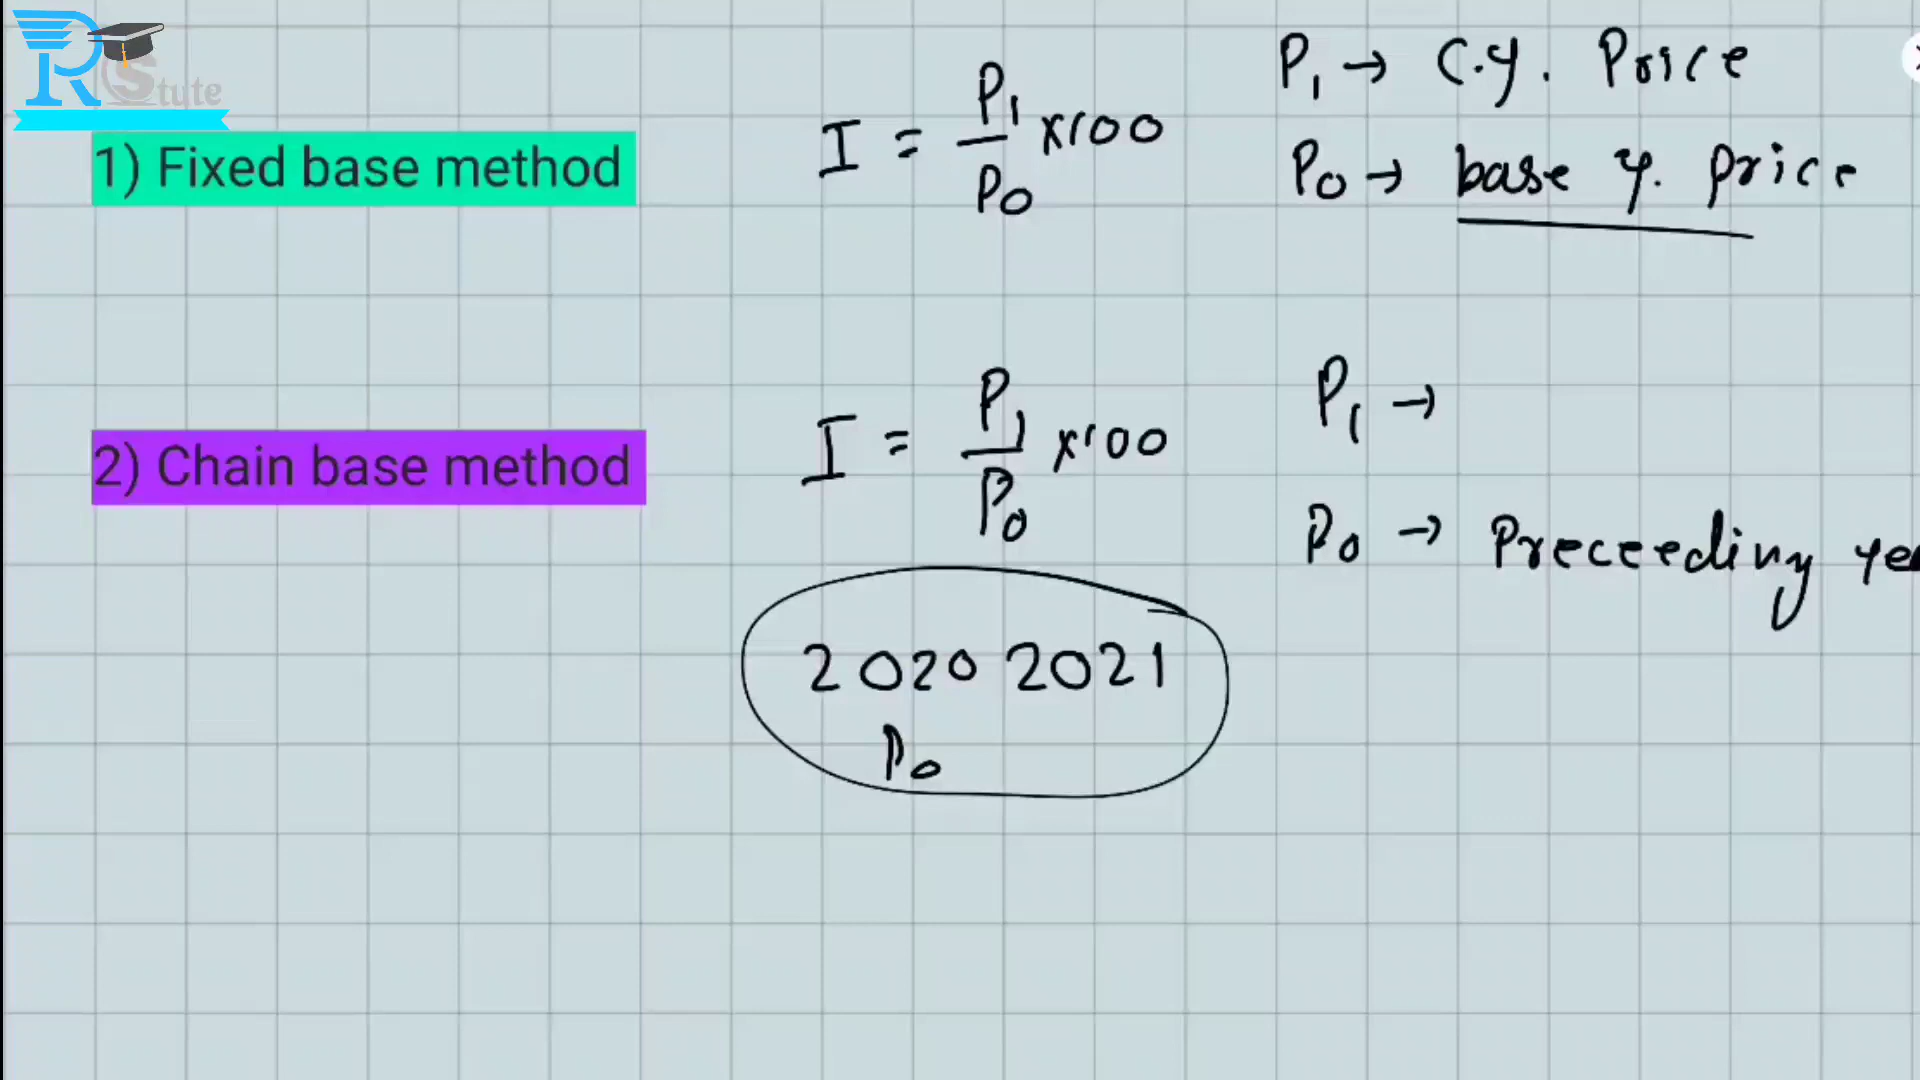 RStute
1) Fixed base method
I = P1/P0 x100
P1 → C.Y. Price
P0 → base y. price
2) Chain base method
I = P1/P0 x100
P1 →
P0 → Preceeding ye
2020 2021
P0